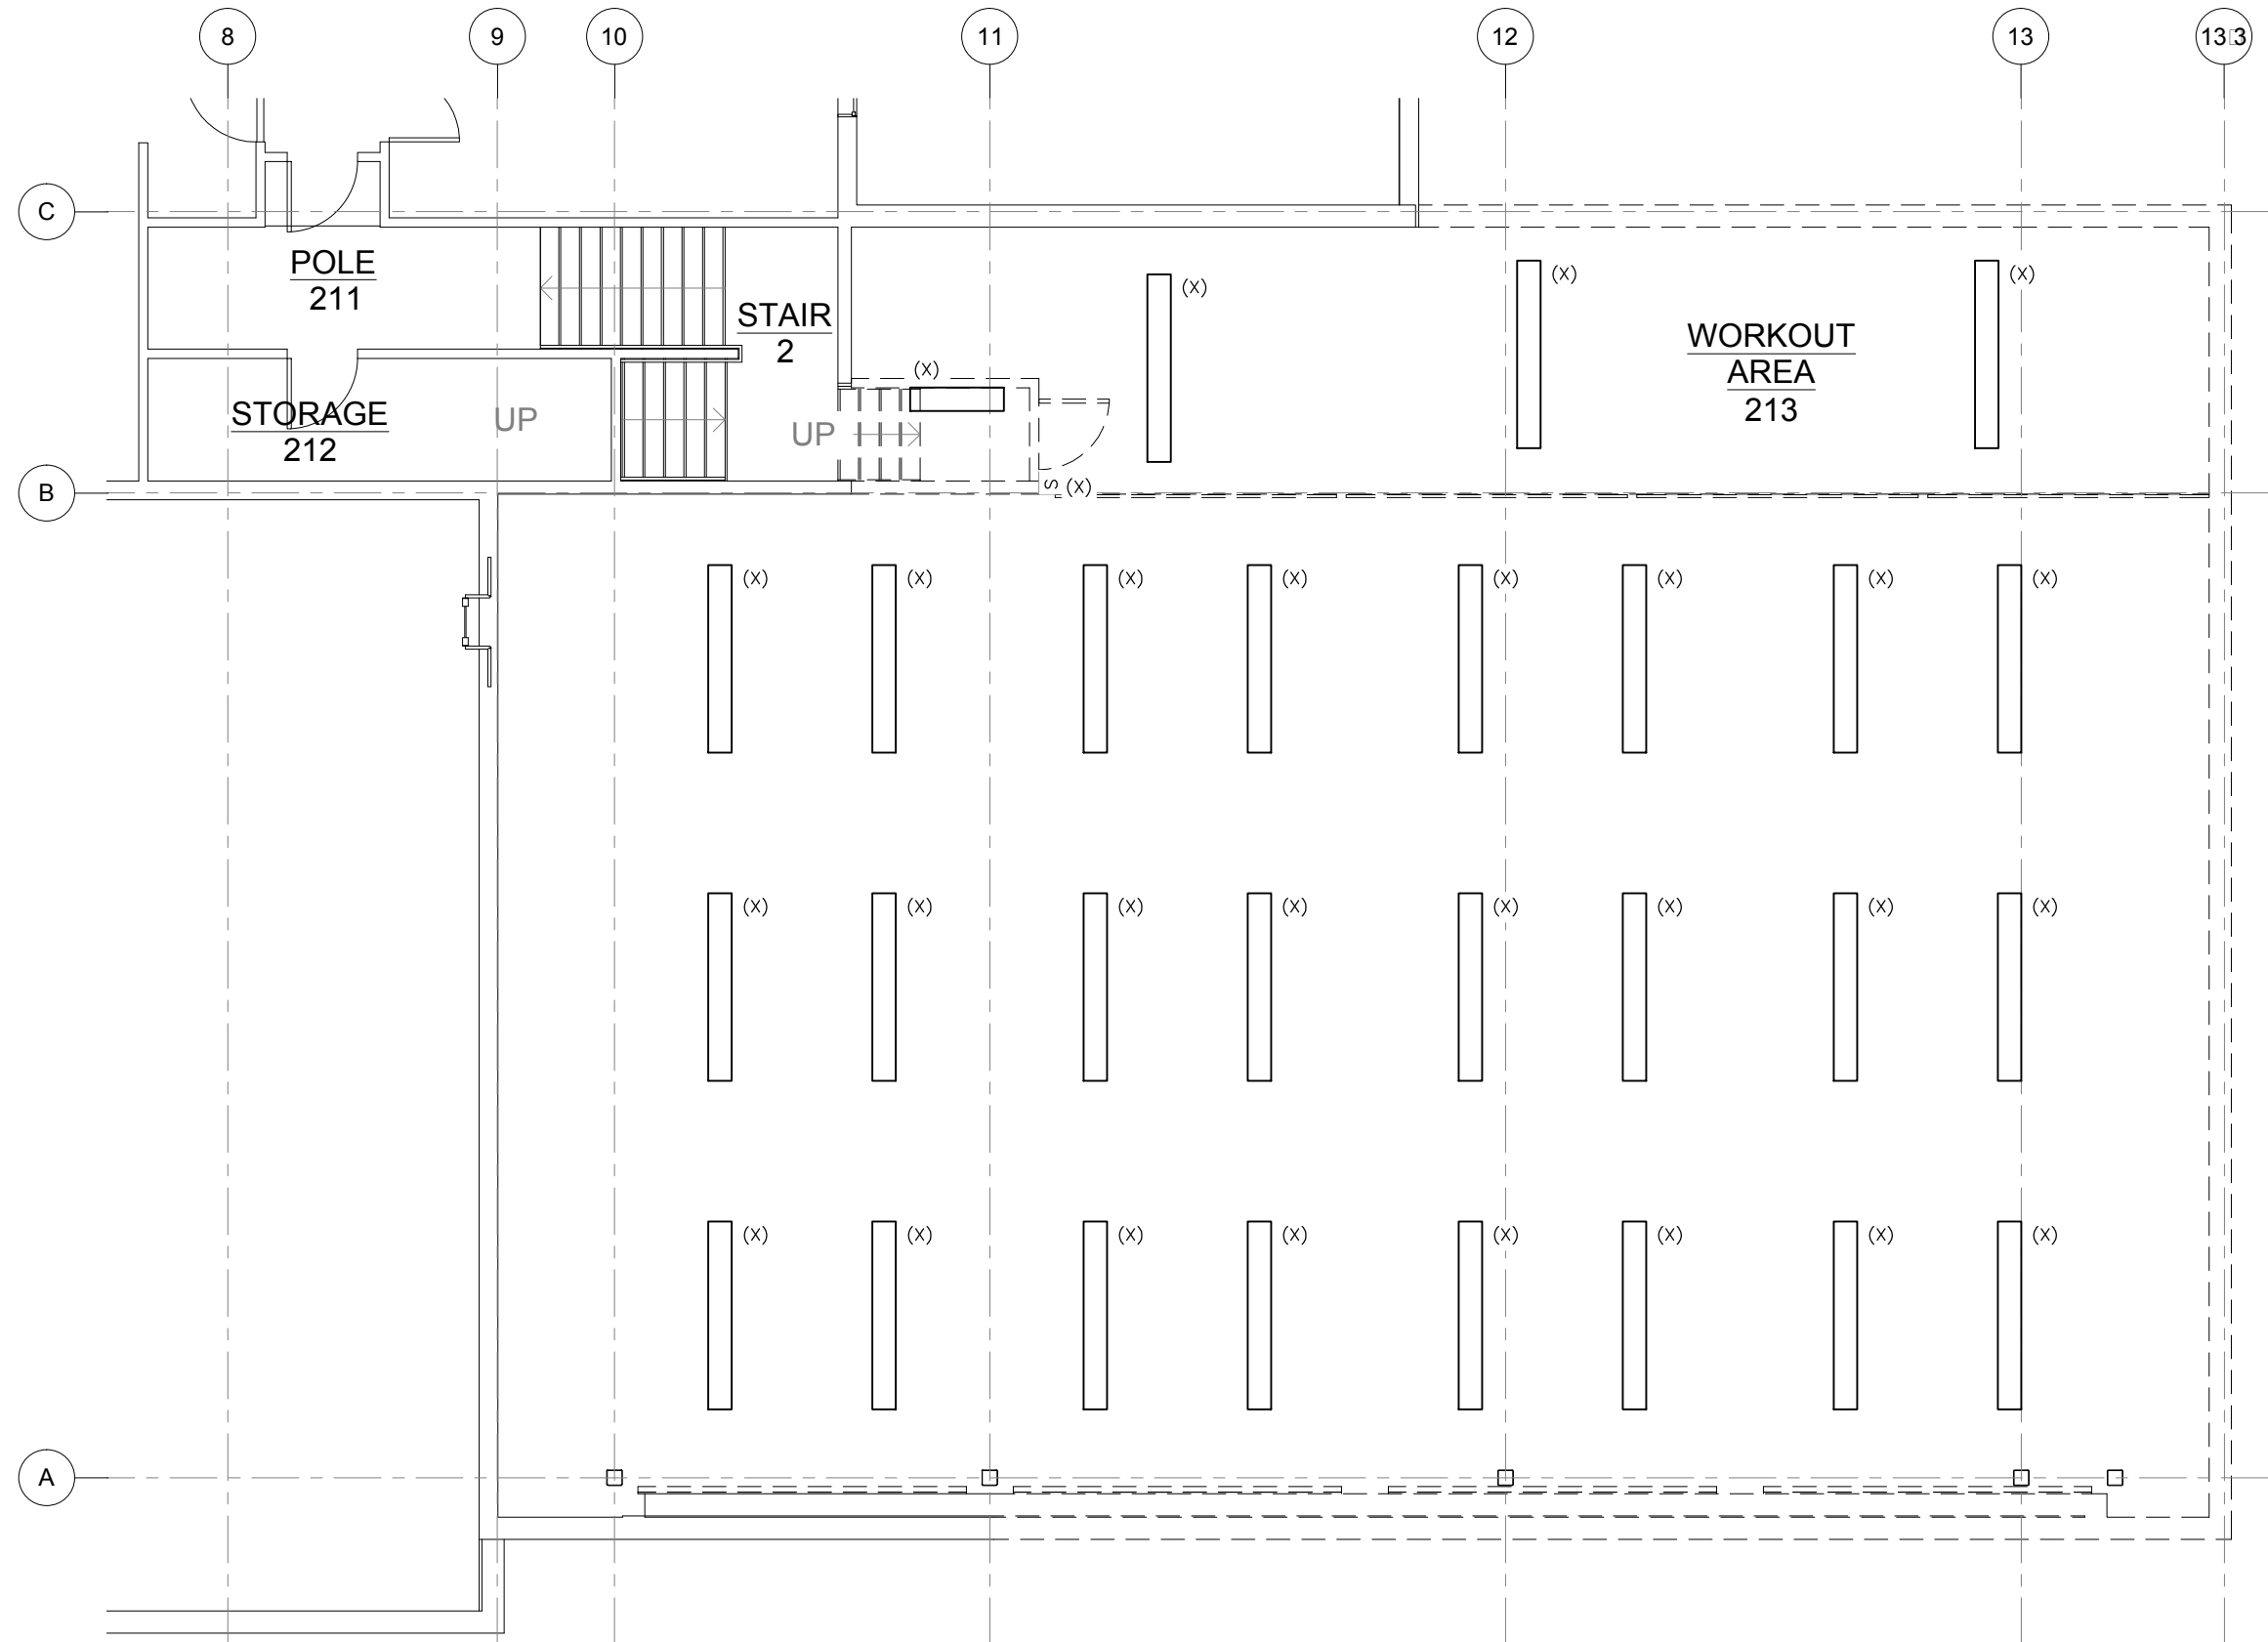 8 9 10 11 12 13 13 3
C
POLE
211
STAIR
2
(X) (X) (X)
WORKOUT
AREA
213
(X)
STORAGE
212
UP
UP
B
S (X)
(X) (X) (X) (X) (X) (X) (X) (X)
(X) (X) (X) (X) (X) (X) (X) (X)
(X) (X) (X) (X) (X) (X) (X) (X)
A